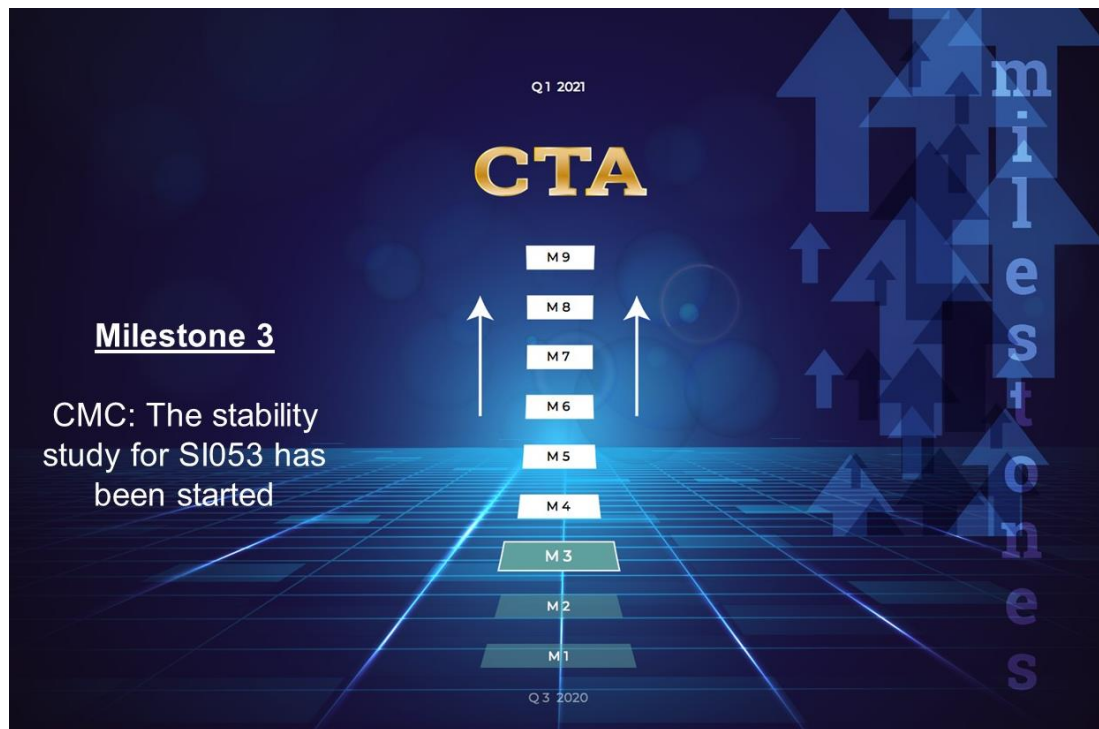 Q1 2021
CTA
M9
M8
M7
M6
M5
M4
M3
M2
M1
Q3 2020
Milestone 3
CMC: The stability
study for SI053 has
been started
milestones